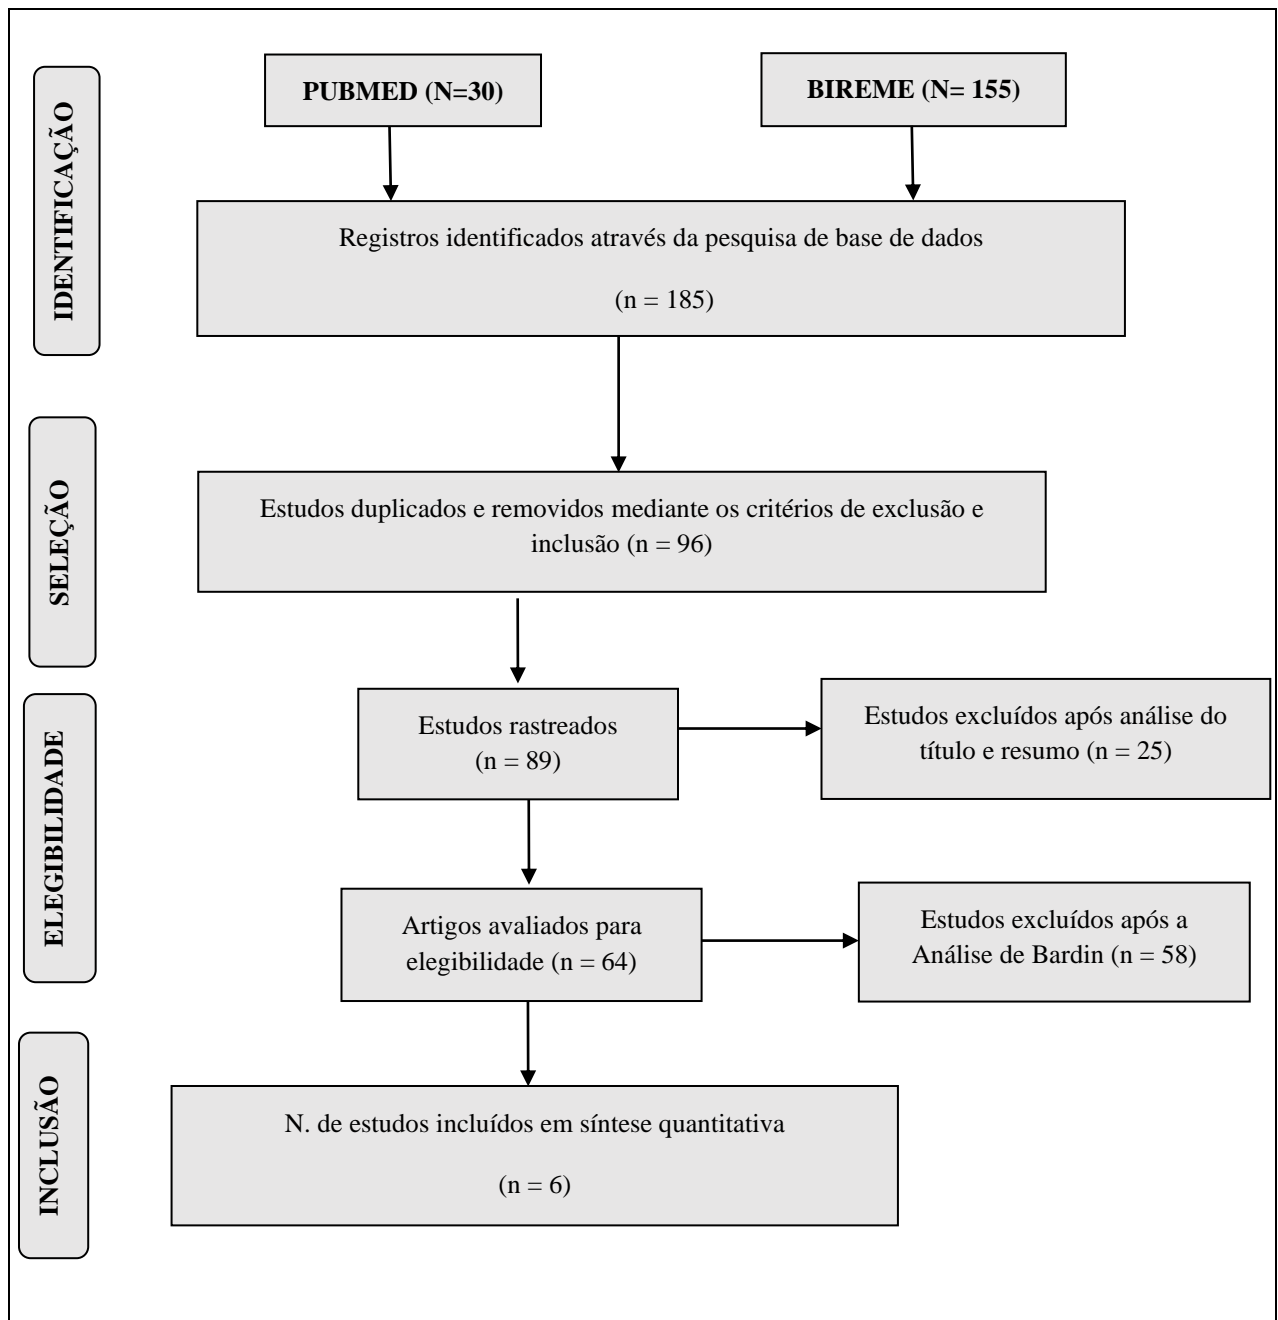 IDENTIFICAÇÃO
PUBMED (N=30)
BIREME (N= 155)
Registros identificados através da pesquisa de base de dados
(n = 185)
SELEÇÃO
Estudos duplicados e removidos mediante os critérios de exclusão e
inclusão (n = 96)
ELEGIBILIDADE
Estudos rastreados
(n = 89)
Estudos excluídos após análise do
título e resumo (n = 25)
Artigos avaliados para
elegibilidade (n = 64)
Estudos excluídos após a
Análise de Bardin (n = 58)
INCLUSÃO
N. de estudos incluídos em síntese quantitativa
(n = 6)